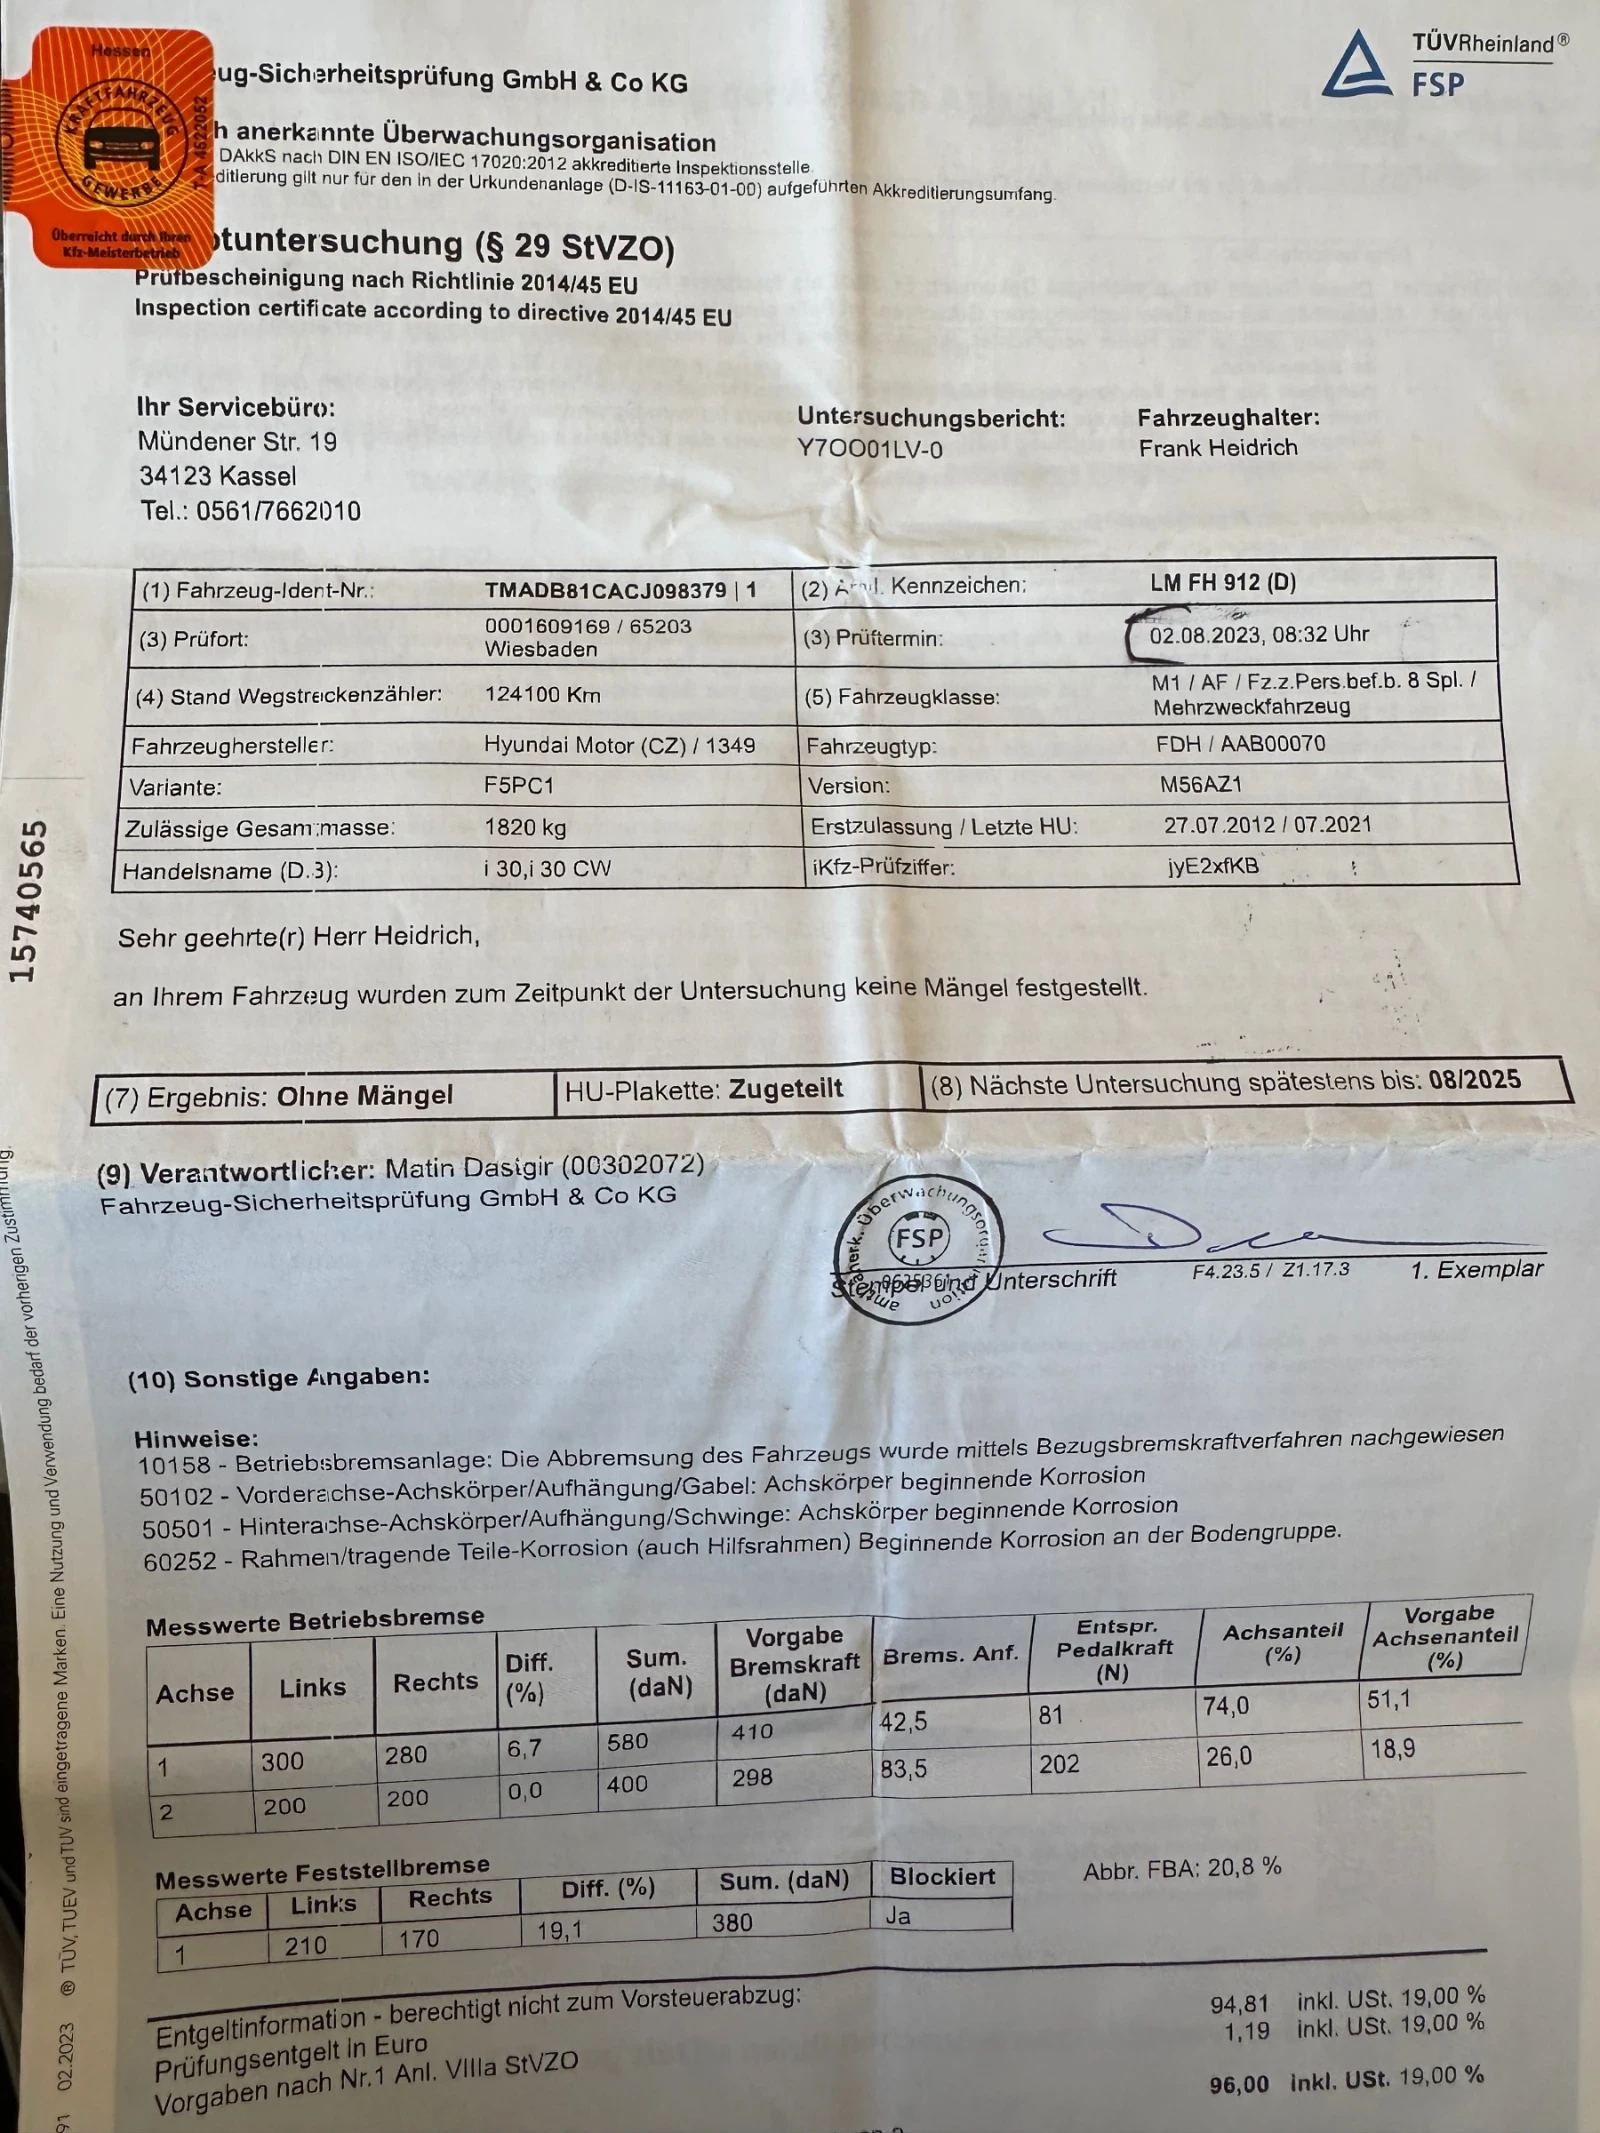 Hessen
KRAFTFAHRZEUG
GEWERBE
T-A 4522062
Überreicht durch Ihren
Kfz-Meisterbetrieb
TÜVRheinland®
FSP
ug-Sicherheitsprüfung GmbH & Co KG
h anerkannte Überwachungsorganisation
DAkkS nach DIN EN ISO/IEC 17020:2012 akkreditierte Inspektionsstelle.
ditierung gilt nur für den in der Urkundenanlage (D-IS-11163-01-00) aufgeführten Akkreditierungsumfang.
tuntersuchung (§ 29 StVZO)
Prüfbescheinigung nach Richtlinie 2014/45 EU
Inspection certificate according to directive 2014/45 EU
Ihr Servicebüro:
Mündener Str. 19
34123 Kassel
Tel.: 0561/7662010
Untersuchungsbericht:
Y7OO01LV-0
Fahrzeughalter:
Frank Heidrich
(1) Fahrzeug-Ident-Nr.: TMADB81CACJ098379 | 1 (2) Kennzeichen: LM FH 912 (D)
(3) Prüfort: 0001609169 / 65203 Wiesbaden (3) Prüftermin: 02.08.2023, 08:32 Uhr
(4) Stand Wegstreckenzähler: 124100 Km (5) Fahrzeugklasse: M1 / AF / Fz.z.Pers.bef.b. 8 Spl. / Mehrzweckfahrzeug
Fahrzeughersteller: Hyundai Motor (CZ) / 1349 Fahrzeugtyp: FDH / AAB00070
Variante: F5PC1 Version: M56AZ1
Zulässige Gesammasse: 1820 kg Erstzulassung / Letzte HU: 27.07.2012 / 07.2021
Handelsname (D.3): i 30,i 30 CW iKfz-Prüfziffer: jyE2xfKB
Sehr geehrte(r) Herr Heidrich,
an Ihrem Fahrzeug wurden zum Zeitpunkt der Untersuchung keine Mängel festgestellt.
(7) Ergebnis: Ohne Mängel HU-Plakette: Zugeteilt (8) Nächste Untersuchung spätestens bis: 08/2025
(9) Verantwortlicher: Matin Dastgir (00302072)
Fahrzeug-Sicherheitsprüfung GmbH & Co KG
FSP
Stempel und Unterschrift F4.23.5 / Z1.17.3 1. Exemplar
(10) Sonstige Angaben:
Hinweise:
10158 - Betriebsbremsanlage: Die Abbremsung des Fahrzeugs wurde mittels Bezugsbremskraftverfahren nachgewiesen
50102 - Vorderachse-Achskörper/Aufhängung/Gabel: Achskörper beginnende Korrosion
50501 - Hinterachse-Achskörper/Aufhängung/Schwinge: Achskörper beginnende Korrosion
60252 - Rahmen/tragende Teile-Korrosion (auch Hilfsrahmen) Beginnende Korrosion an der Bodengruppe.
Messwerte Betriebsbremse
Achse Links Rechts Diff. (%) Sum. (daN) Vorgabe Bremskraft (daN) Brems. Anf. Entspr. Pedalkraft (N) Achsanteil (%) Vorgabe Achsenanteil (%)
1 300 280 6,7 580 410 42,5 81 74,0 51,1
2 200 200 0,0 400 298 83,5 202 26,0 18,9
Messwerte Feststellbremse
Achse Links Rechts Diff. (%) Sum. (daN) Blockiert
1 210 170 19,1 380 Ja
Abbr. FBA: 20,8 %
Entgeltinformation - berechtigt nicht zum Vorsteuerabzug:
Prüfungsentgelt in Euro 94,81 inkl. USt. 19,00 %
Vorgaben nach Nr.1 Anl. VIIIa StVZO 1,19 inkl. USt. 19,00 %
96,00 inkl. USt. 19,00 %
15740565
91 02.2023 ® TÜV, TUEV und TUV sind eingetragene Marken. Eine Nutzung und Verwendung bedarf der vorherigen Zustimmung.